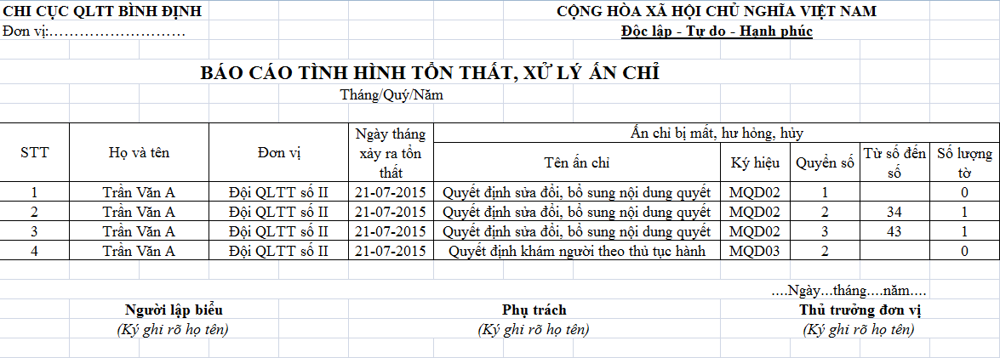 CHI CỤC QLTT BÌNH ĐỊNH CỘNG HÒA XÃ HỘI CHỦ NGHĨA VIỆT NAM
Đơn vị:……………………… Độc lập - Tự do - Hạnh phúc
BÁO CÁO TÌNH HÌNH TỔN THẤT, XỬ LÝ ẤN CHỈ
Tháng/Quý/Năm
STT Họ và tên Đơn vị Ngày tháng xảy ra tổn thất Ấn chỉ bị mất, hư hỏng, hủy
Tên ấn chỉ Ký hiệu Quyển số Từ số đến số Số lượng tờ
1 Trần Văn A Đội QLTT số II 21-07-2015 Quyết định sửa đổi, bổ sung nội dung quyết MQD02 1 0
2 Trần Văn A Đội QLTT số II 21-07-2015 Quyết định sửa đổi, bổ sung nội dung quyết MQD02 2 34 1
3 Trần Văn A Đội QLTT số II 21-07-2015 Quyết định sửa đổi, bổ sung nội dung quyết MQD02 3 43 1
4 Trần Văn A Đội QLTT số II 21-07-2015 Quyết định khám người theo thủ tục hành MQD03 2 0
....Ngày...tháng....năm....
Người lập biểu Phụ trách Thủ trưởng đơn vị
(Ký ghi rõ họ tên) (Ký ghi rõ họ tên) (Ký ghi rõ họ tên)